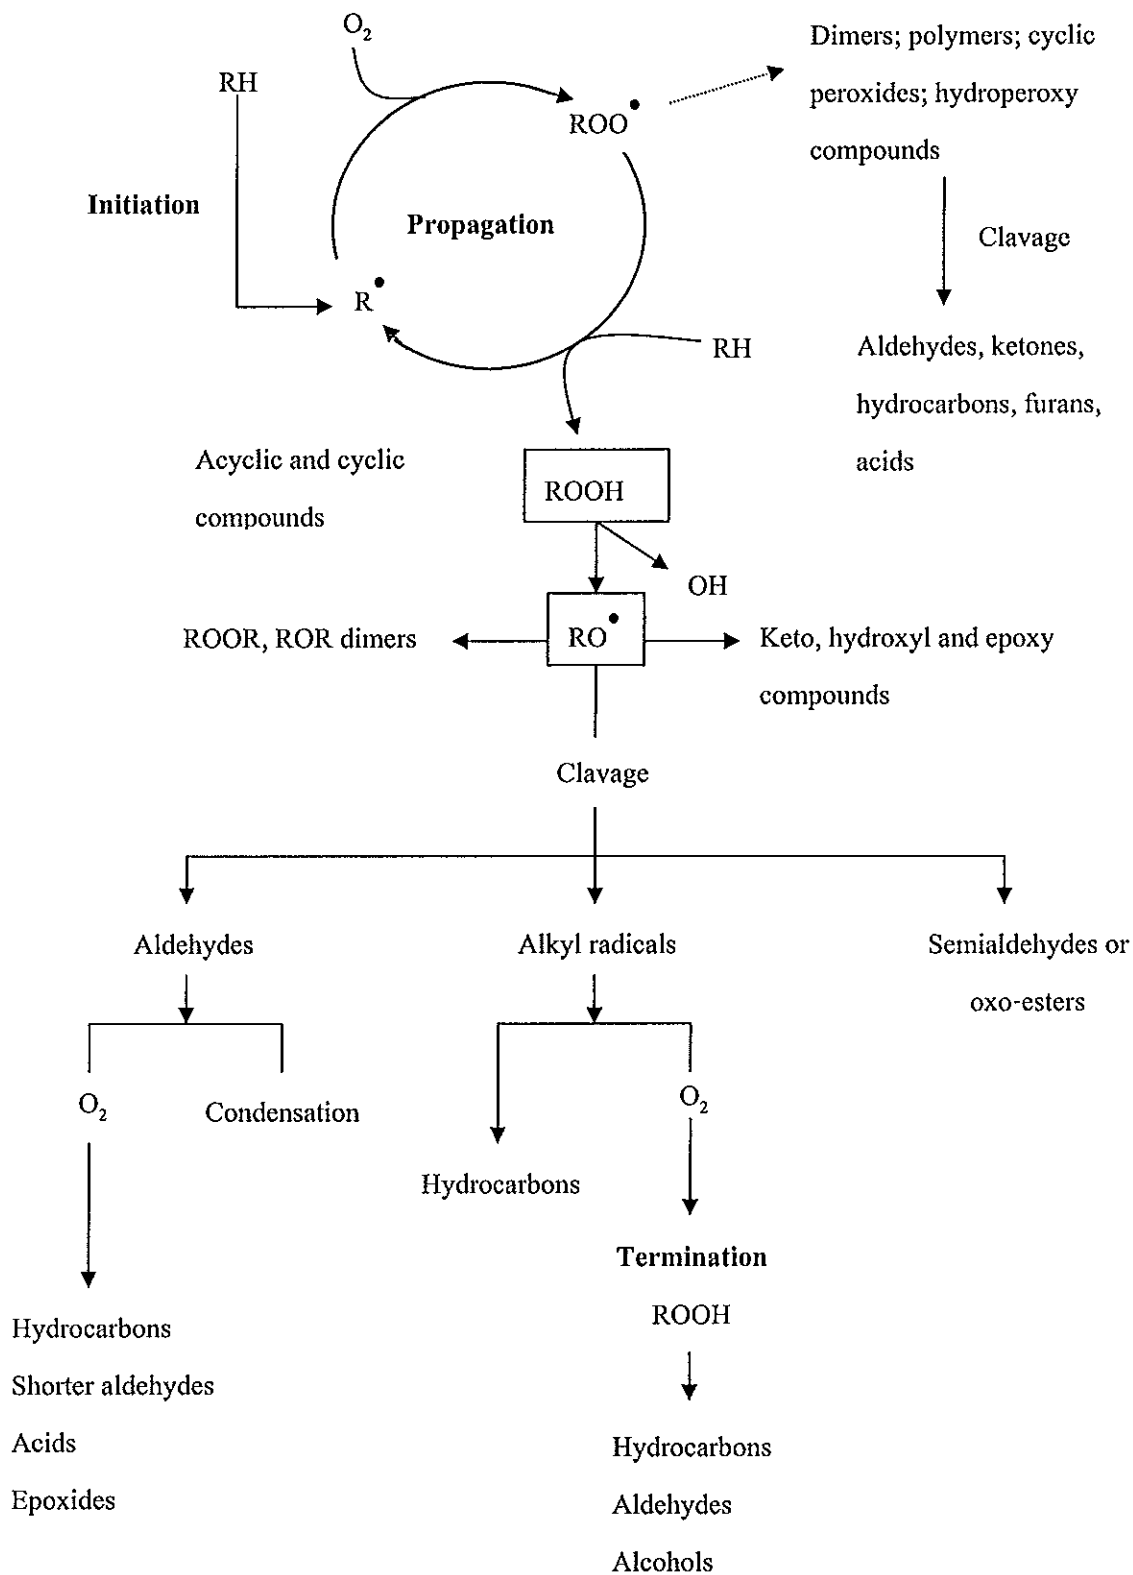 O₂
Dimers; polymers; cyclic
peroxides; hydroperoxy
compounds
RH
ROO•
Initiation
Propagation
Clavage
R•
RH
Aldehydes, ketones,
hydrocarbons, furans,
acids
Acyclic and cyclic
compounds
ROOH
OH
ROOR, ROR dimers
RO•
Keto, hydroxyl and epoxy
compounds
Clavage
Aldehydes
Alkyl radicals
Semialdehydes or
oxo-esters
O₂
Condensation
O₂
Hydrocarbons
Termination
ROOH
Hydrocarbons
Shorter aldehydes
Acids
Epoxides
Hydrocarbons
Aldehydes
Alcohols